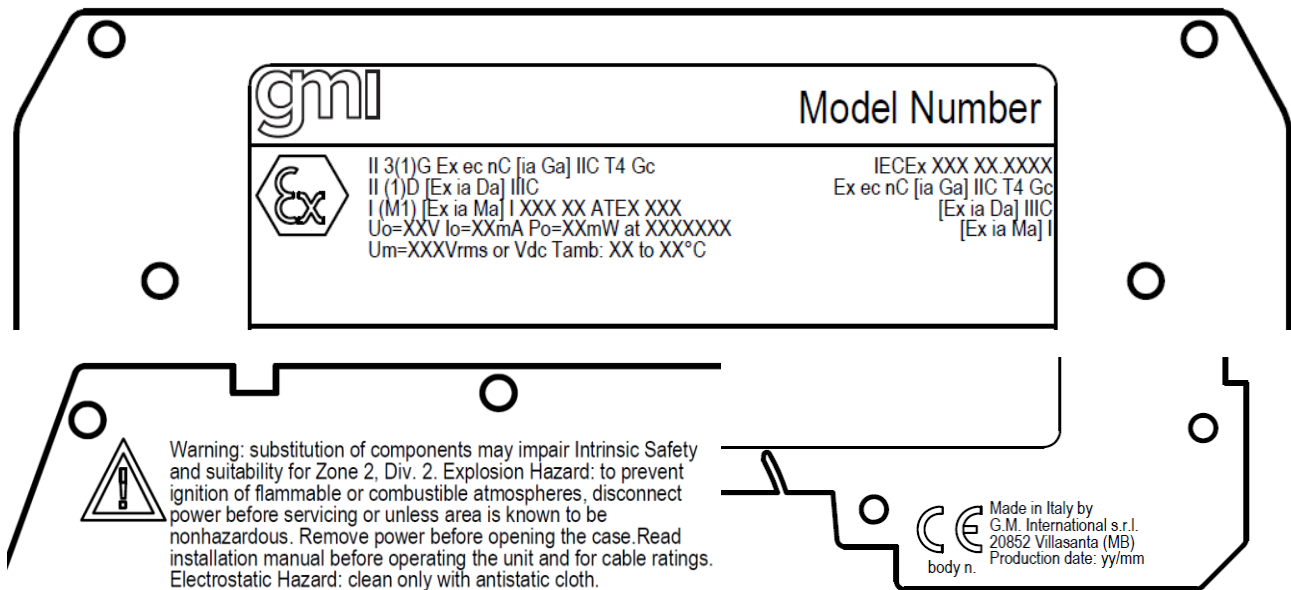 gmi
Model Number
Ex
II 3(1)G Ex ec nC [ia Ga] IIC T4 Gc
II (1)D [Ex ia Da] IIIC
I (M1) [Ex ia Ma] I XXX XX ATEX XXX
Uo=XXV Io=XXmA Po=XXmW at XXXXXXX
Um=XXXVrms or Vdc Tamb: XX to XX°C
IECEx XXX XX.XXXX
Ex ec nC [ia Ga] IIC T4 Gc
[Ex ia Da] IIIC
[Ex ia Ma] I
Warning: substitution of components may impair Intrinsic Safety
and suitability for Zone 2, Div. 2. Explosion Hazard: to prevent
ignition of flammable or combustible atmospheres, disconnect
power before servicing or unless area is known to be
nonhazardous. Remove power before opening the case.Read
installation manual before operating the unit and for cable ratings.
Electrostatic Hazard: clean only with antistatic cloth.
CE
body n.
Made in Italy by
G.M. International s.r.l.
20852 Villasanta (MB)
Production date: yy/mm